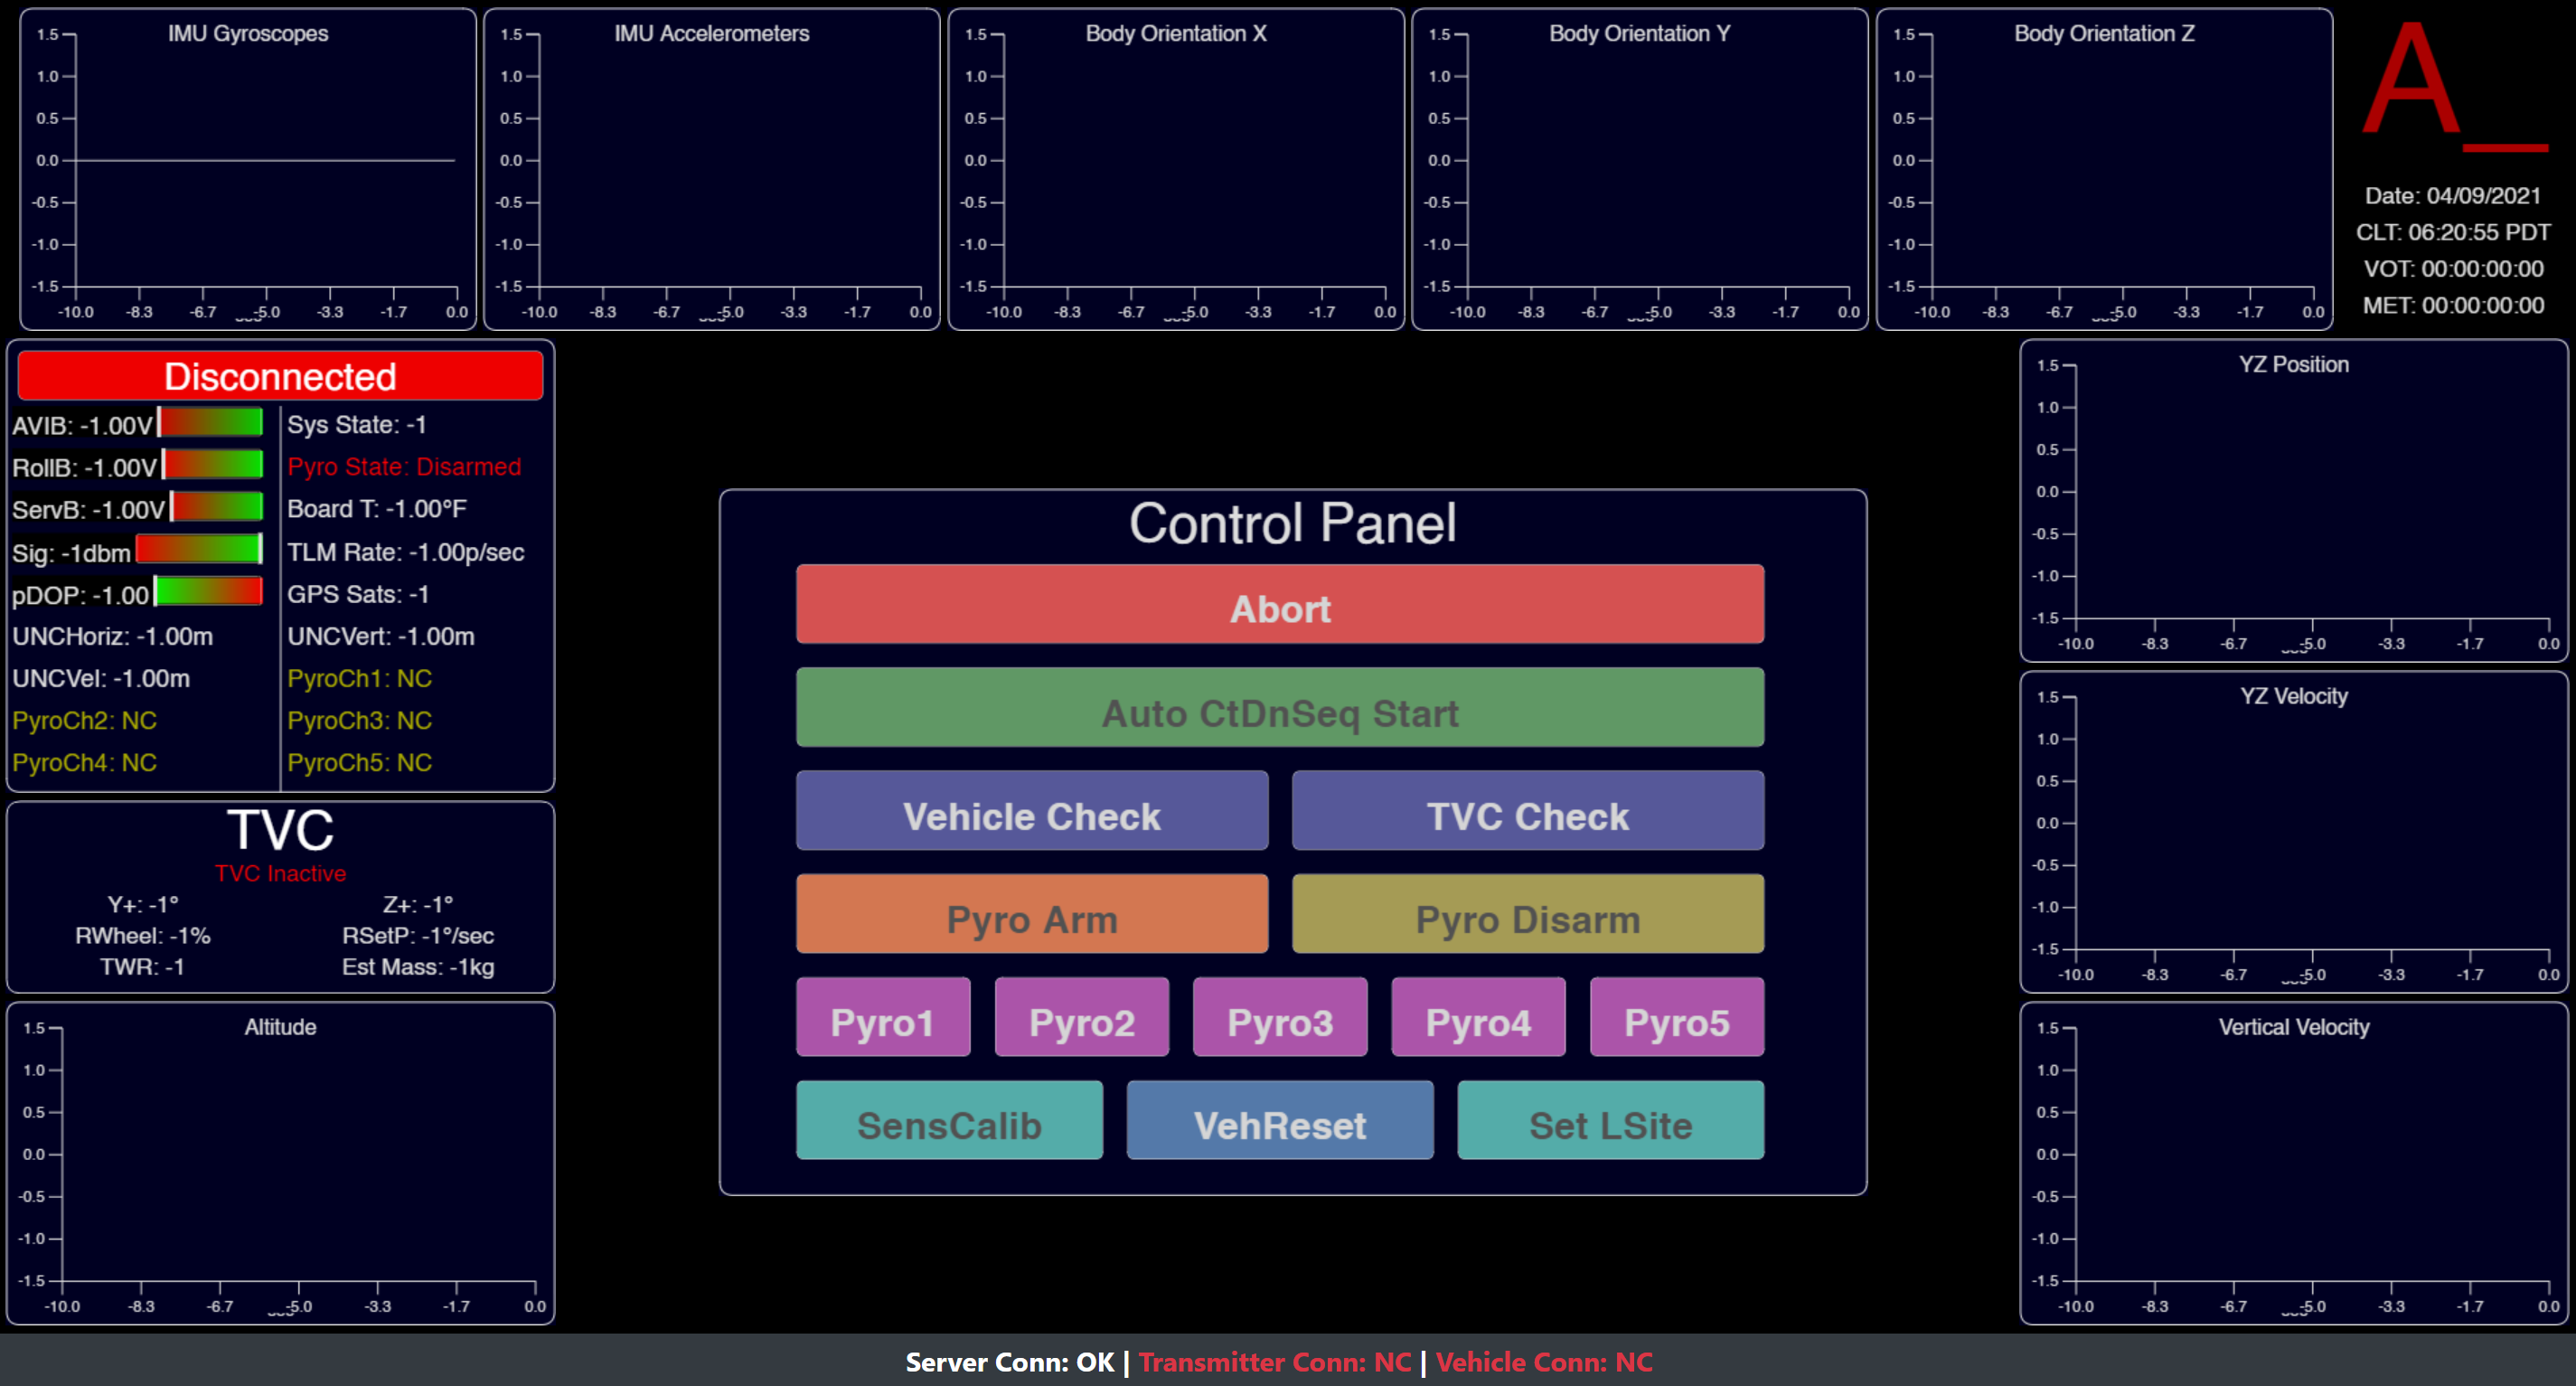 IMU Gyroscopes
1.5
1.0
0.5
0.0
-0.5
-1.0
-1.5
-10.0 -8.3 -6.7 -5.0 -3.3 -1.7 0.0
IMU Accelerometers
1.5
1.0
0.5
0.0
-0.5
-1.0
-1.5
-10.0 -8.3 -6.7 -5.0 -3.3 -1.7 0.0
Body Orientation X
1.5
1.0
0.5
0.0
-0.5
-1.0
-1.5
-10.0 -8.3 -6.7 -5.0 -3.3 -1.7 0.0
Body Orientation Y
1.5
1.0
0.5
0.0
-0.5
-1.0
-1.5
-10.0 -8.3 -6.7 -5.0 -3.3 -1.7 0.0
Body Orientation Z
1.5
1.0
0.5
0.0
-0.5
-1.0
-1.5
-10.0 -8.3 -6.7 -5.0 -3.3 -1.7 0.0
A_
Date: 04/09/2021
CLT: 06:20:55 PDT
VOT: 00:00:00:00
MET: 00:00:00:00
Disconnected
AVIB: -1.00V Sys State: -1
RollB: -1.00V Pyro State: Disarmed
ServB: -1.00V Board T: -1.00°F
Sig: -1dbm TLM Rate: -1.00p/sec
pDOP: -1.00 GPS Sats: -1
UNCHoriz: -1.00m UNCVert: -1.00m
UNCVel: -1.00m PyroCh1: NC
PyroCh2: NC PyroCh3: NC
PyroCh4: NC PyroCh5: NC
TVC
TVC Inactive
Y+: -1° Z+: -1°
RWheel: -1% RSetP: -1°/sec
TWR: -1 Est Mass: -1kg
Altitude
1.5
1.0
0.5
0.0
-0.5
-1.0
-1.5
-10.0 -8.3 -6.7 -5.0 -3.3 -1.7 0.0
Control Panel
Abort
Auto CtDnSeq Start
Vehicle Check TVC Check
Pyro Arm Pyro Disarm
Pyro1 Pyro2 Pyro3 Pyro4 Pyro5
SensCalib VehReset Set LSite
YZ Position
1.5
1.0
0.5
0.0
-0.5
-1.0
-1.5
-10.0 -8.3 -6.7 -5.0 -3.3 -1.7 0.0
YZ Velocity
1.5
1.0
0.5
0.0
-0.5
-1.0
-1.5
-10.0 -8.3 -6.7 -5.0 -3.3 -1.7 0.0
Vertical Velocity
1.5
1.0
0.5
0.0
-0.5
-1.0
-1.5
-10.0 -8.3 -6.7 -5.0 -3.3 -1.7 0.0
Server Conn: OK | Transmitter Conn: NC | Vehicle Conn: NC